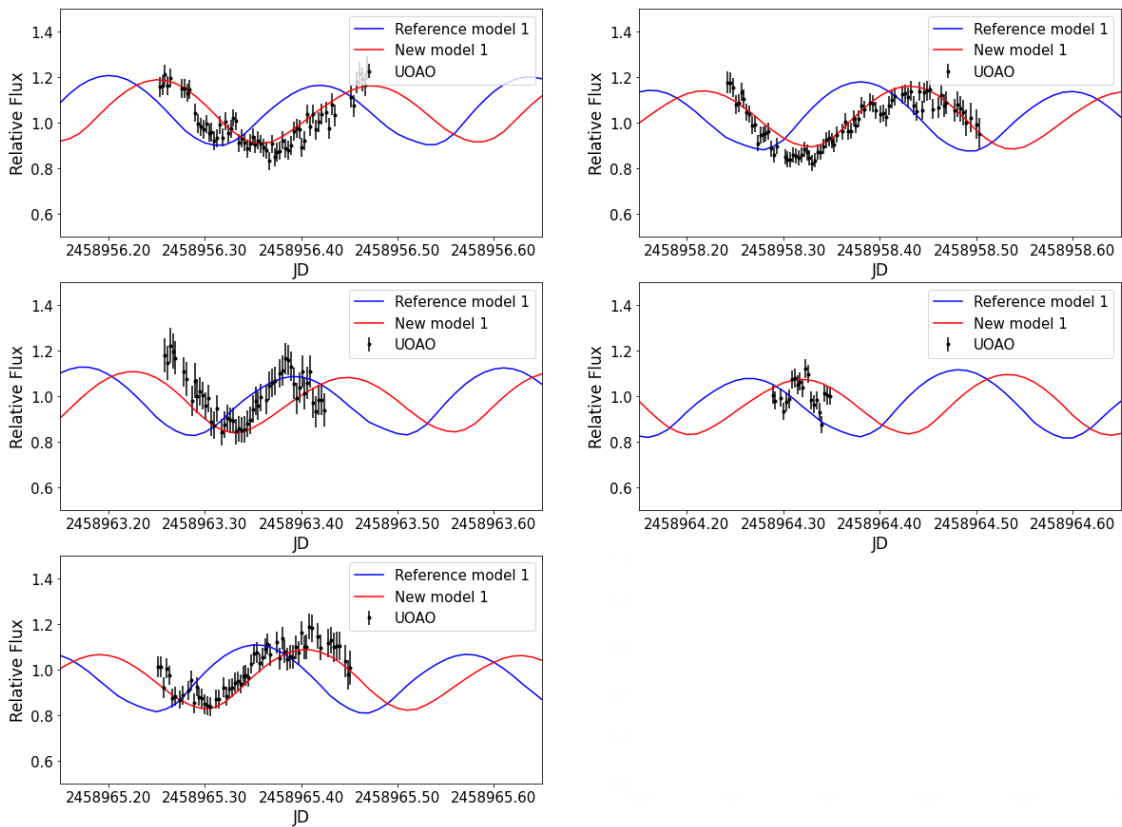 1.4
1.2
1.0
0.8
0.6
Relative Flux
Reference model 1
New model 1
UOAO
2458956.20 2458956.30 2458956.40 2458956.50 2458956.60
JD
1.4
1.2
1.0
0.8
0.6
Relative Flux
Reference model 1
New model 1
UOAO
2458958.20 2458958.30 2458958.40 2458958.50 2458958.60
JD
1.4
1.2
1.0
0.8
0.6
Relative Flux
Reference model 1
New model 1
UOAO
2458963.20 2458963.30 2458963.40 2458963.50 2458963.60
JD
1.4
1.2
1.0
0.8
0.6
Relative Flux
Reference model 1
New model 1
UOAO
2458964.20 2458964.30 2458964.40 2458964.50 2458964.60
JD
1.4
1.2
1.0
0.8
0.6
Relative Flux
Reference model 1
New model 1
UOAO
2458965.20 2458965.30 2458965.40 2458965.50 2458965.60
JD